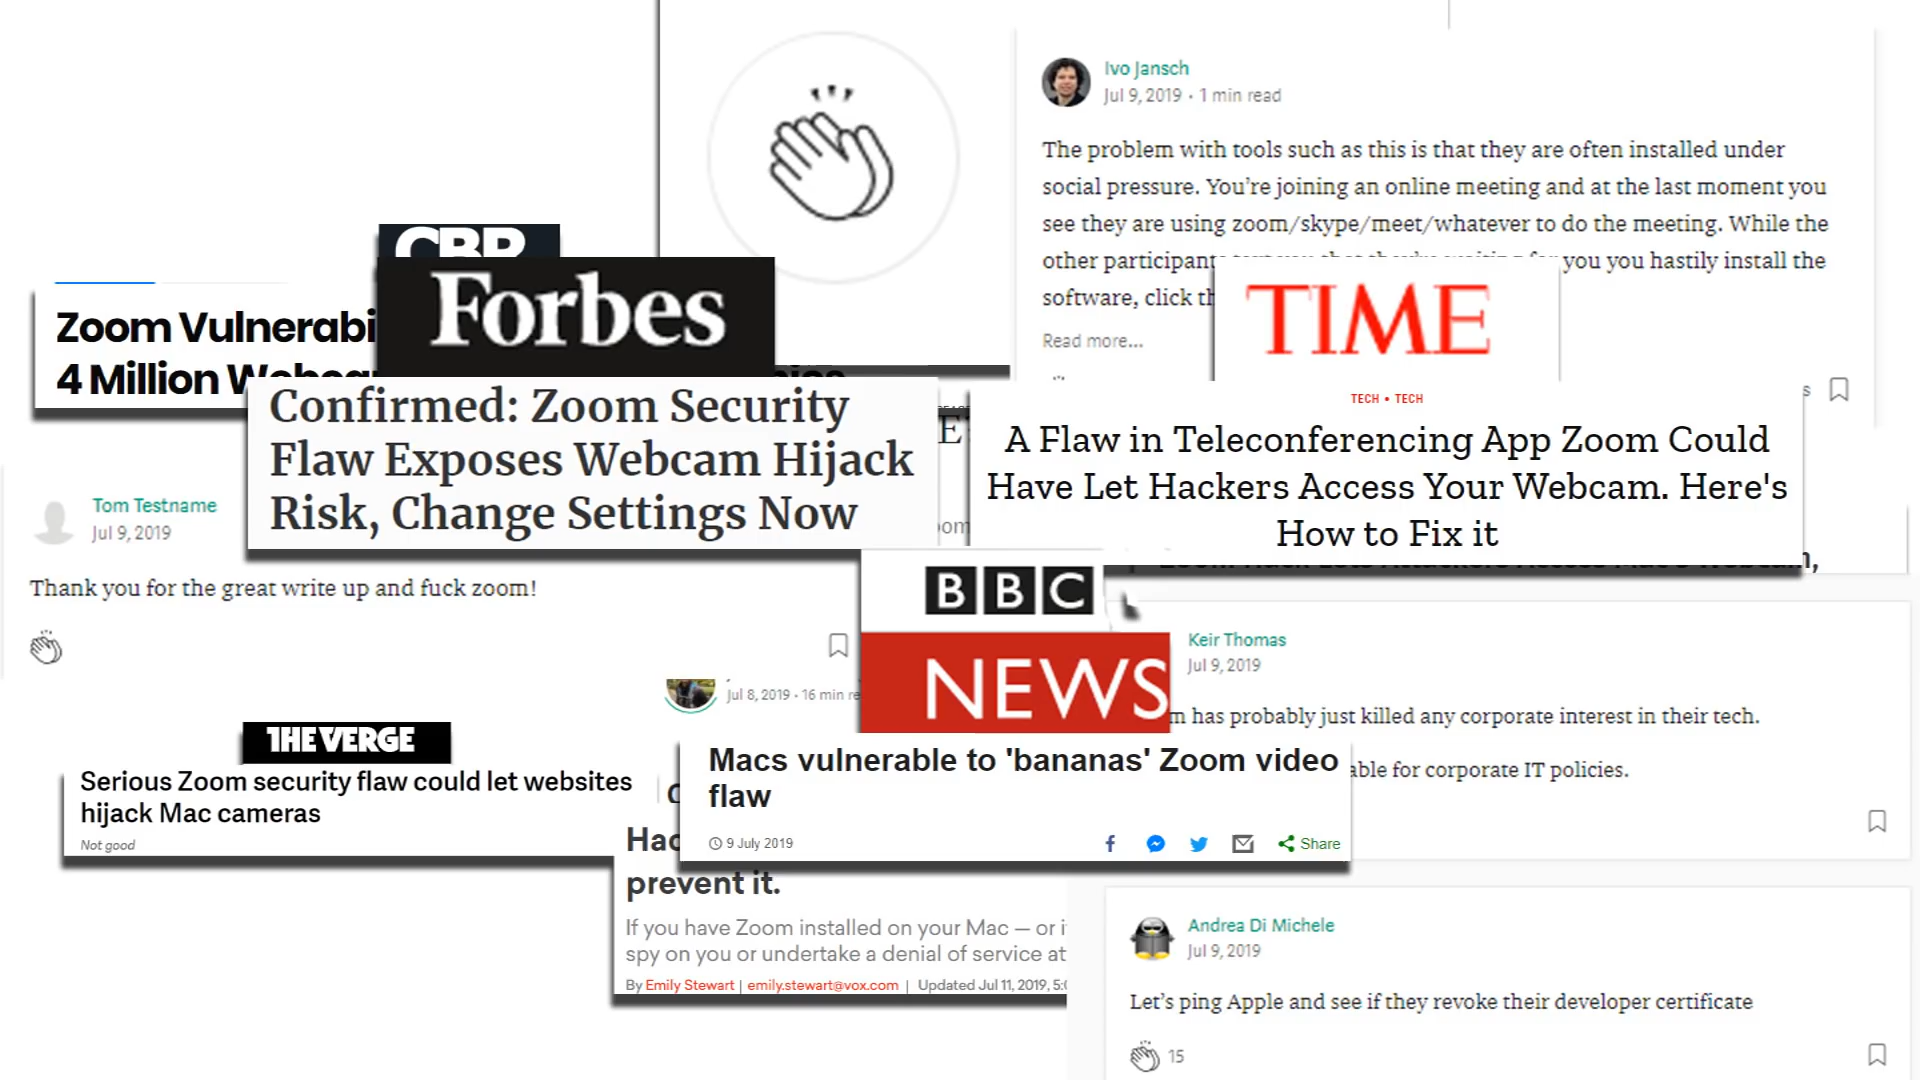 Ivo Jansch
Jul 9, 2019 · 1 min read
The problem with tools such as this is that they are often installed under
social pressure. You're joining an online meeting and at the last moment you
see they are using zoom/skype/meet/whatever to do the meeting. While the
other participants you you hastily install the
software, click
Read more...
CBR
Zoom
4 Million
Forbes
Confirmed: Zoom Security
Flaw Exposes Webcam Hijack
Risk, Change Settings Now
TIME
TECH • TECH
A Flaw in Teleconferencing App Zoom Could
Have Let Hackers Access Your Webcam. Here's
How to Fix it
Tom Testname
Jul 9, 2019
Thank you for the great write up and fuck zoom!
BBC
NEWS
Macs vulnerable to 'bananas' Zoom video
flaw
9 July 2019
Share
Keir Thomas
Jul 9, 2019
has probably just killed any corporate interest in their tech.
for corporate IT policies.
Jul 8, 2019 · 16 min
THE VERGE
Serious Zoom security flaw could let websites
hijack Mac cameras
Not good
prevent it.
If you have Zoom installed on your Mac — or
spy on you or undertake a denial of service
By Emily Stewart | emily.stewart@vox.com | Updated Jul 11, 2019,
Andrea Di Michele
Jul 9, 2019
Let's ping Apple and see if they revoke their developer certificate
15